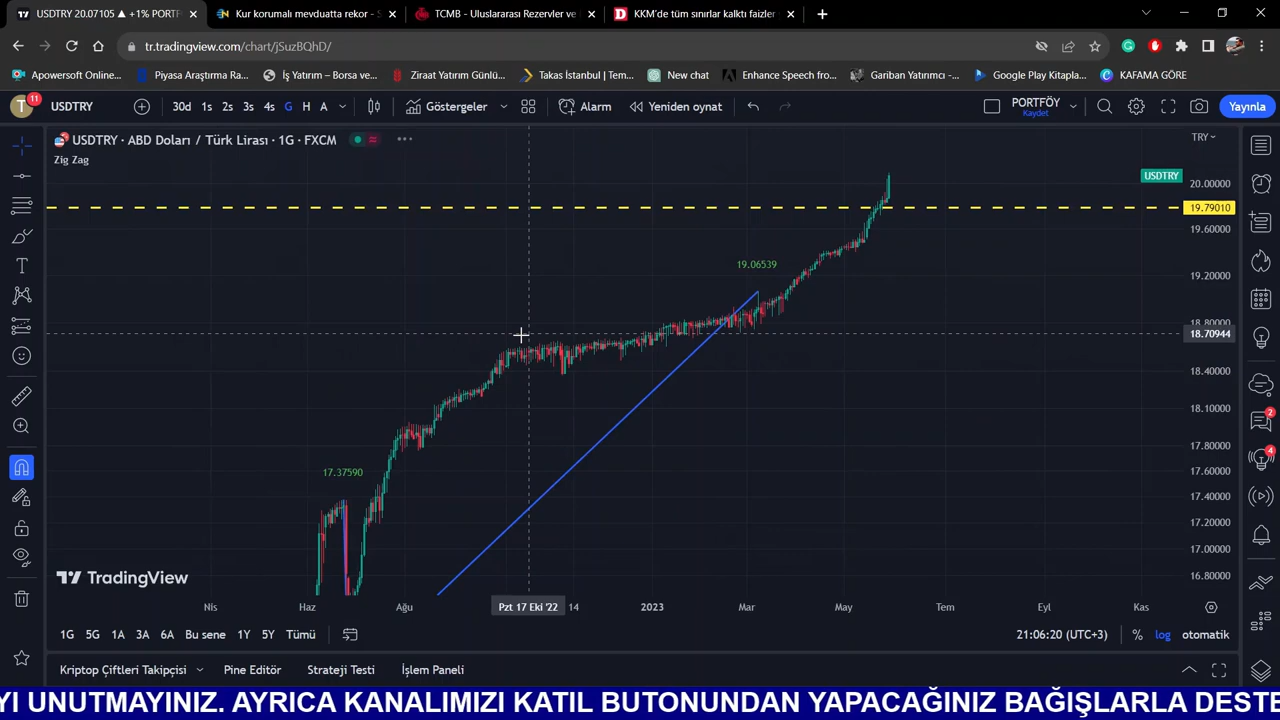 USDTRY 20.07105 ▲ +1% PORTF
Kur korumalı mevduatta rekor - S
TCMB - Uluslararası Rezervler ve
KKM'de tüm sınırlar kalktı faizler
tr.tradingview.com/chart/jSuzBQhD/
Apowersoft Online...
Piyasa Araştırma Ra...
İş Yatırım – Borsa ve...
Ziraat Yatırım Günlü...
Takas İstanbul | Tem...
New chat
Enhance Speech fro...
Gariban Yatırımcı -...
Google Play Kitapla...
KAFAMA GÖRE
T
11
USDTRY
30d 1s 2s 3s 4s G H A
Göstergeler
Alarm
Yeniden oynat
PORTFÖY
Kaydet
Yayınla
USDTRY · ABD Doları / Türk Lirası · 1G · FXCM
TRY
Zig Zag
USDTRY
20.00000
19.79010
19.60000
19.20000
18.80000
18.70944
18.40000
18.10000
17.80000
17.60000
17.40000
17.20000
17.00000
16.80000
19.06539
17.37590
2
4
TradingView
Nis Haz Ağu Pzt 17 Eki '22 14 2023 Mar May Tem Eyl Kas
1G 5G 1A 3A 6A Bu sene 1Y 5Y Tümü
21:06:20 (UTC+3) % log otomatik
Kriptop Çiftleri Takipçisi Pine Editör Strateji Testi İşlem Paneli
YI UNUTMAYINIZ. AYRICA KANALIMIZI KATIL BUTONUNDAN YAPACAĞINIZ BAĞIŞLARLA DESTE